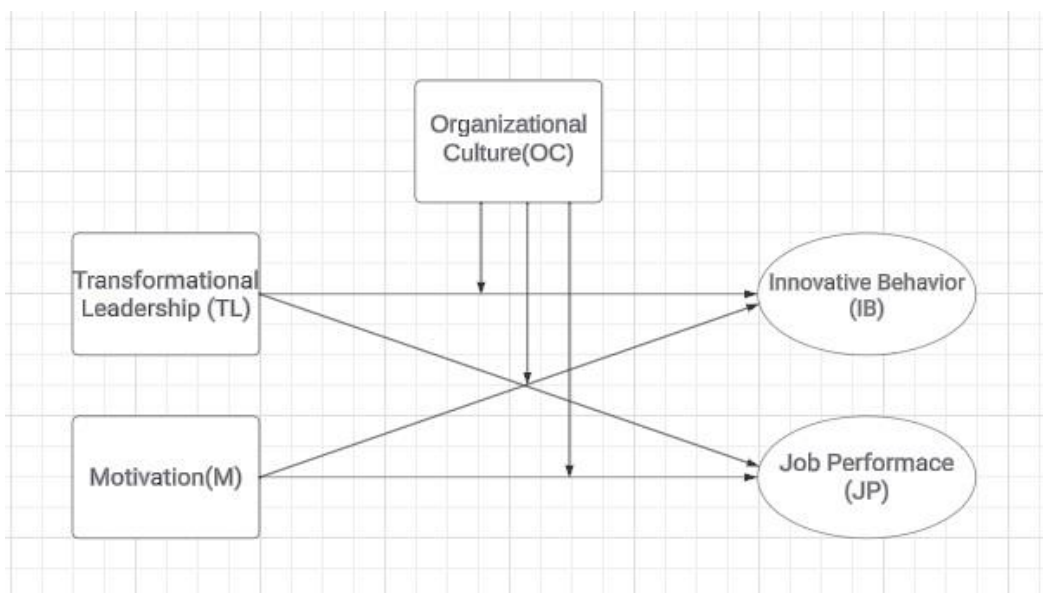 Organizational
Culture(OC)
Transformational
Leadership (TL)
Innovative Behavior
(IB)
Motivation(M)
Job Performace
(JP)